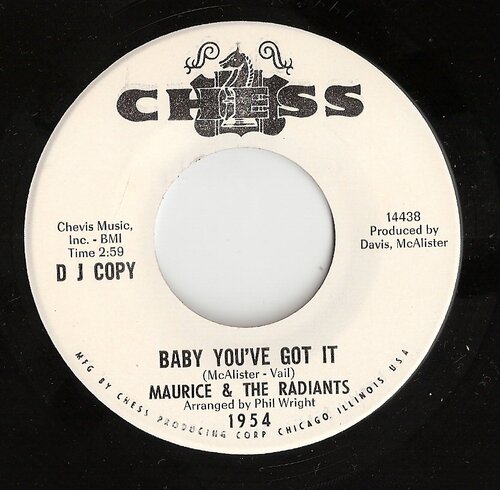 CHESS
Chevis Music,
Inc. - BMI
Time 2:59
D J COPY
14438
Produced by
Davis, McAlister
BABY YOU'VE GOT IT
(McAlister - Vail)
MAURICE & THE RADIANTS
Arranged by Phil Wright
1954
MFG BY CHESS PRODUCING CORP CHICAGO, ILLINOIS U.S.A